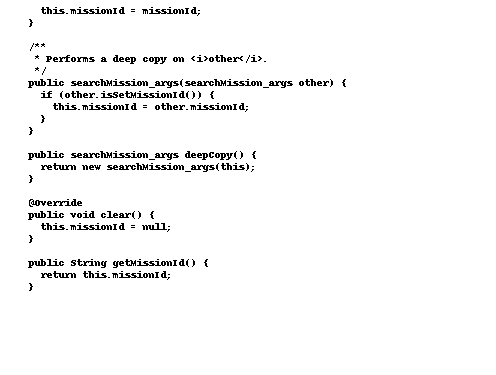 this.missionId = missionId;
}
/**
* Performs a deep copy on <i>other</i>.
*/
public searchMission_args(searchMission_args other) {
if (other.isSetMissionId()) {
this.missionId = other.missionId;
}
}
public searchMission_args deepCopy() {
return new searchMission_args(this);
}
@Override
public void clear() {
this.missionId = null;
}
public String getMissionId() {
return this.missionId;
}